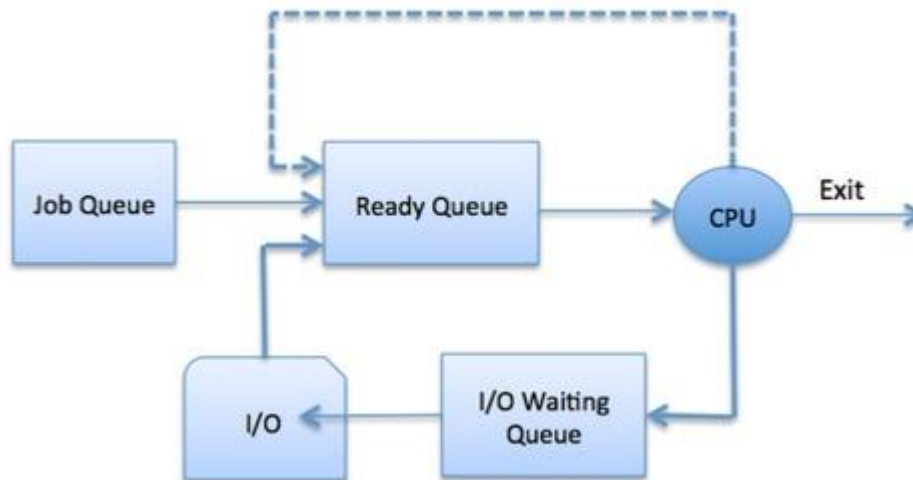 Job Queue
Ready Queue
CPU
Exit
I/O
I/O Waiting
Queue